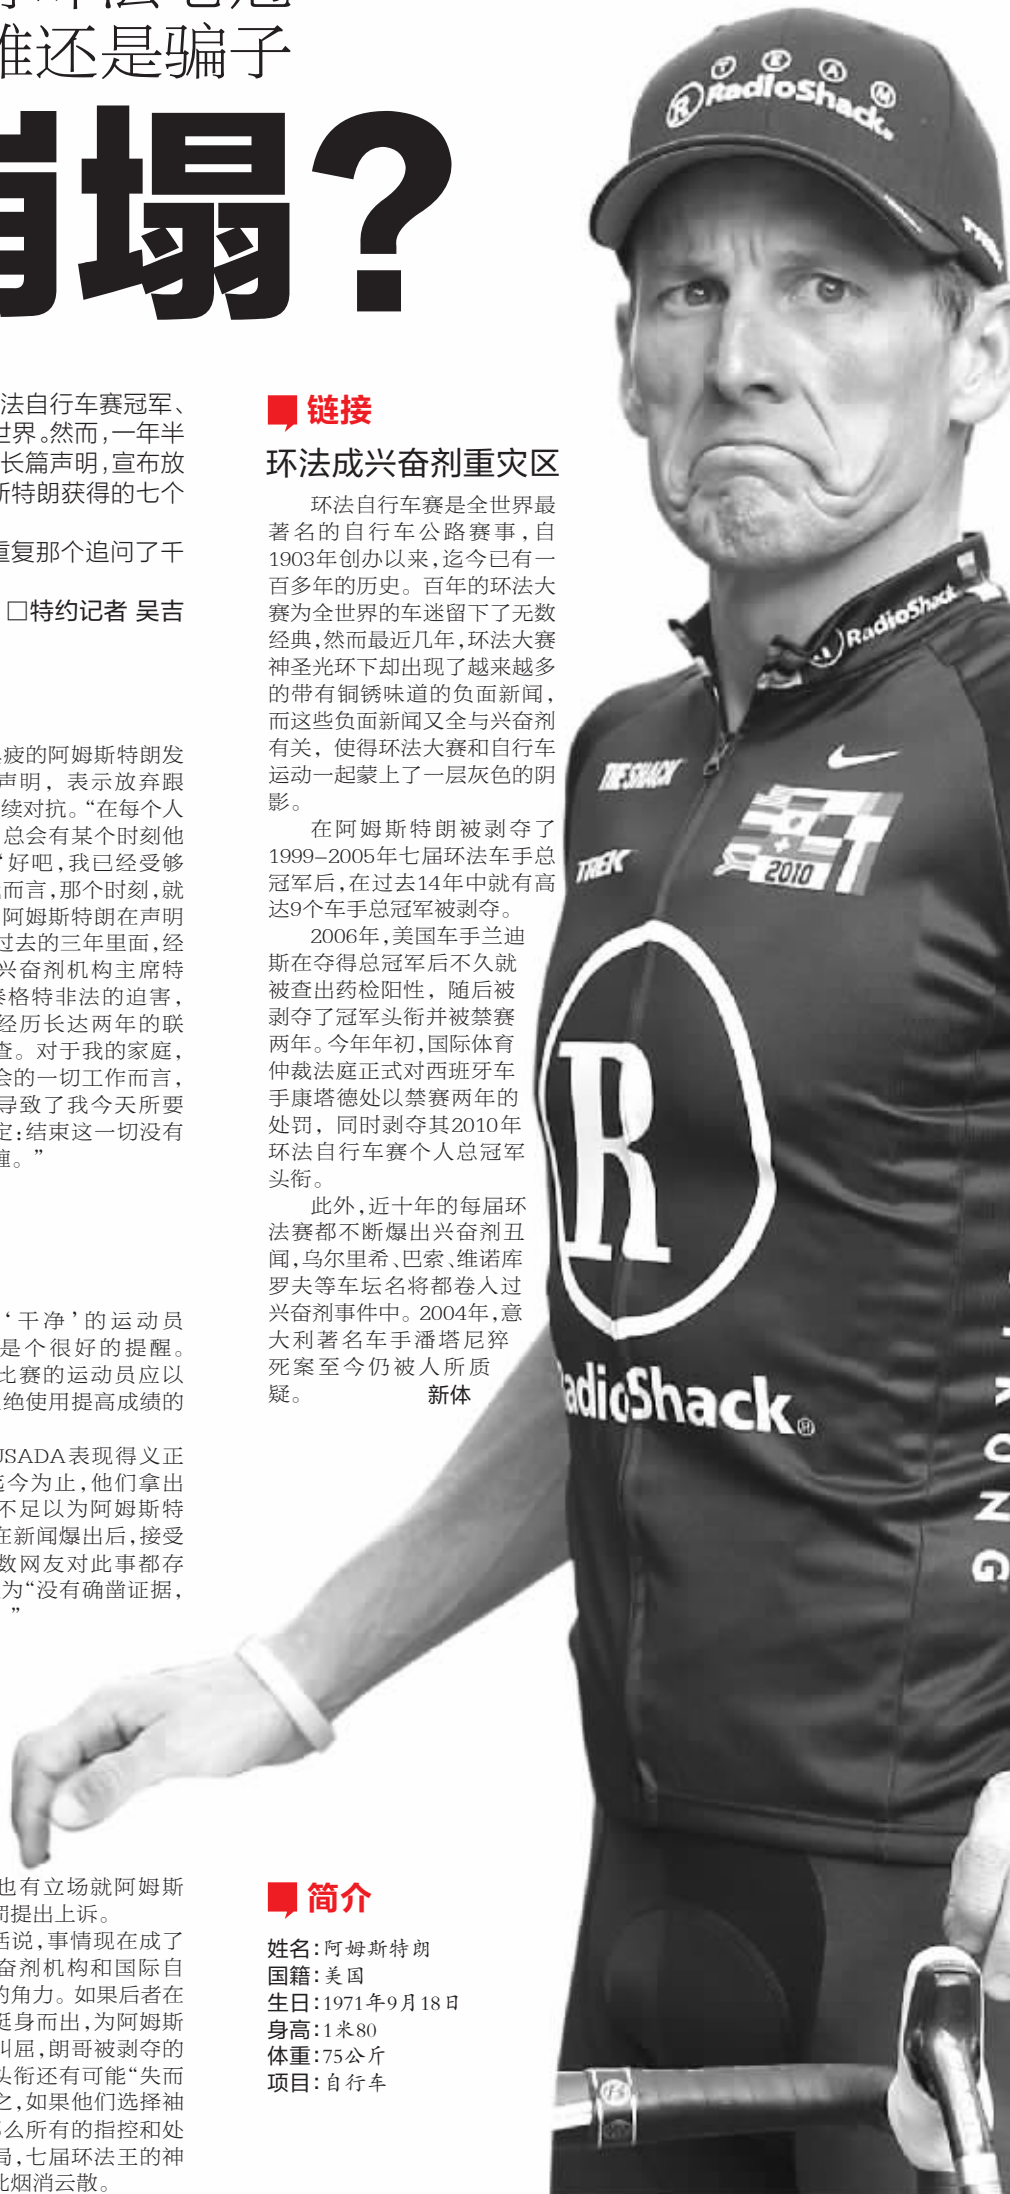 还是骗子
塌?
法自行车赛冠军、
世界。然而,一年半
长篇声明,宣布放
斯特朗获得的七个
重复那个追问了千
□特约记者 吴吉
疲的阿姆斯特朗发
声明，表示放弃跟
续对抗。“在每个人
总会有某个时刻他
‘好吧,我已经受够
而言,那个时刻,就
阿姆斯特朗在声明
过去的三年里面,经
兴奋剂机构主席特
泰格特非法的迫害，
经历长达两年的联
查。对于我的家庭，
会的一切工作而言，
导致了我今天所要
定:结束这一切没有
。”
‘干净’的运动员
是个很好的提醒。
比赛的运动员应以
绝使用提高成绩的
USADA表现得义正
迄今为止,他们拿出
不足以为阿姆斯特
在新闻爆出后,接受
数网友对此事都存
为“没有确凿证据，
”
也有立场就阿姆斯
罚提出上诉。
话说,事情现在成了
奋剂机构和国际自
的角力。如果后者在
挺身而出,为阿姆斯
叫屈,朗哥被剥夺的
头衔还有可能“失而
之,如果他们选择袖
么所有的指控和处
局,七届环法王的神
此烟消云散。
链接
环法成兴奋剂重灾区
环法自行车赛是全世界最
著名的自行车公路赛事,自
1903年创办以来,迄今已有一
百多年的历史。百年的环法大
赛为全世界的车迷留下了无数
经典,然而最近几年,环法大赛
神圣光环下却出现了越来越多
的带有铜锈味道的负面新闻，
而这些负面新闻又全与兴奋剂
有关，使得环法大赛和自行车
运动一起蒙上了一层灰色的阴
影。
在阿姆斯特朗被剥夺了
1999–2005年七届环法车手总
冠军后,在过去14年中就有高
达9个车手总冠军被剥夺。
2006年,美国车手兰迪
斯在夺得总冠军后不久就
被查出药检阳性，随后被
剥夺了冠军头衔并被禁赛
两年。今年年初,国际体育
仲裁法庭正式对西班牙车
手康塔德处以禁赛两年的
处罚，同时剥夺其2010年
环法自行车赛个人总冠军
头衔。
此外,近十年的每届环
法赛都不断爆出兴奋剂丑
闻,乌尔里希、巴索、维诺库
罗夫等车坛名将都卷入过
兴奋剂事件中。2004年,意
大利著名车手潘塔尼猝
死案至今仍被人所质
疑。 新体
简介
姓名:阿姆斯特朗
国籍:美国
生日:1971年9月18日
身高:1米80
体重:75公斤
项目:自行车
TEAM
R RadioShack.
TREK
RadioShack
THE SHACK
2010
TREK
R
RadioShack®
RONG